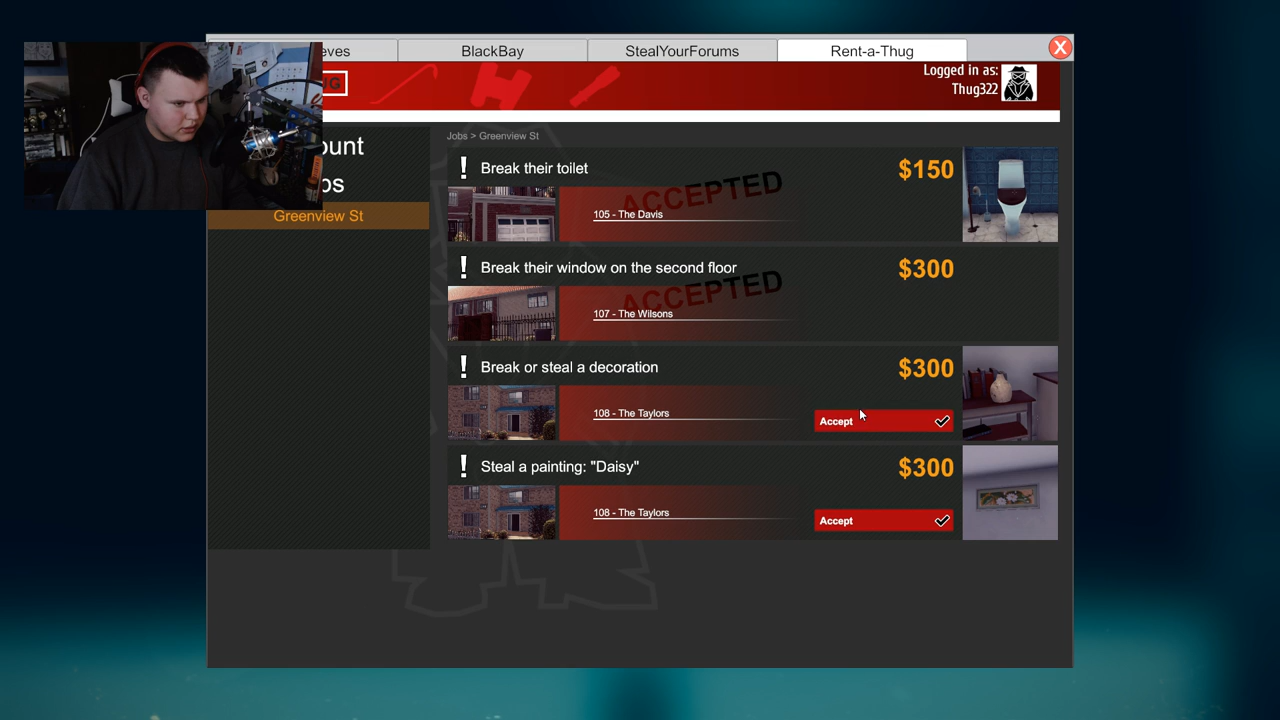 eves
BlackBay
StealYourForums
Rent-a-Thug
X
UG
Logged in as:
Thug322
ount
bs
Greenview St
Jobs > Greenview St
! Break their toilet
$150
ACCEPTED
105 - The Davis
! Break their window on the second floor
$300
ACCEPTED
107 - The Wilsons
! Break or steal a decoration
$300
108 - The Taylors
Accept
! Steal a painting: "Daisy"
$300
108 - The Taylors
Accept